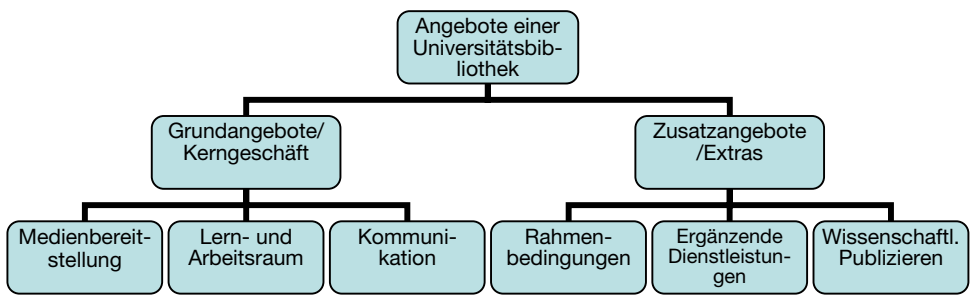 Angebote einer
Universitätsbib-
liothek
Grundangebote/
Kerngeschäft
Zusatzangebote
/Extras
Medienbereit-
stellung
Lern- und
Arbeitsraum
Kommuni-
kation
Rahmen-
bedingungen
Ergänzende
Dienstleistun-
gen
Wissenschaftl.
Publizieren